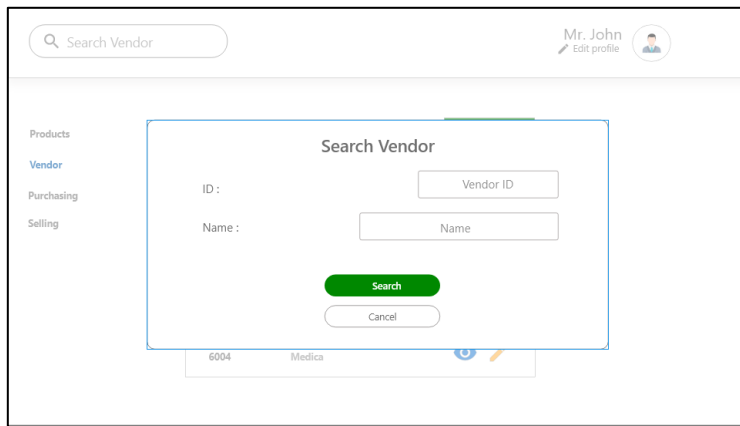 Search Vendor
Mr. John
Edit profile
Products
Vendor
Purchasing
Selling
Search Vendor
ID :
Vendor ID
Name :
Name
Search
Cancel
6004 Medica